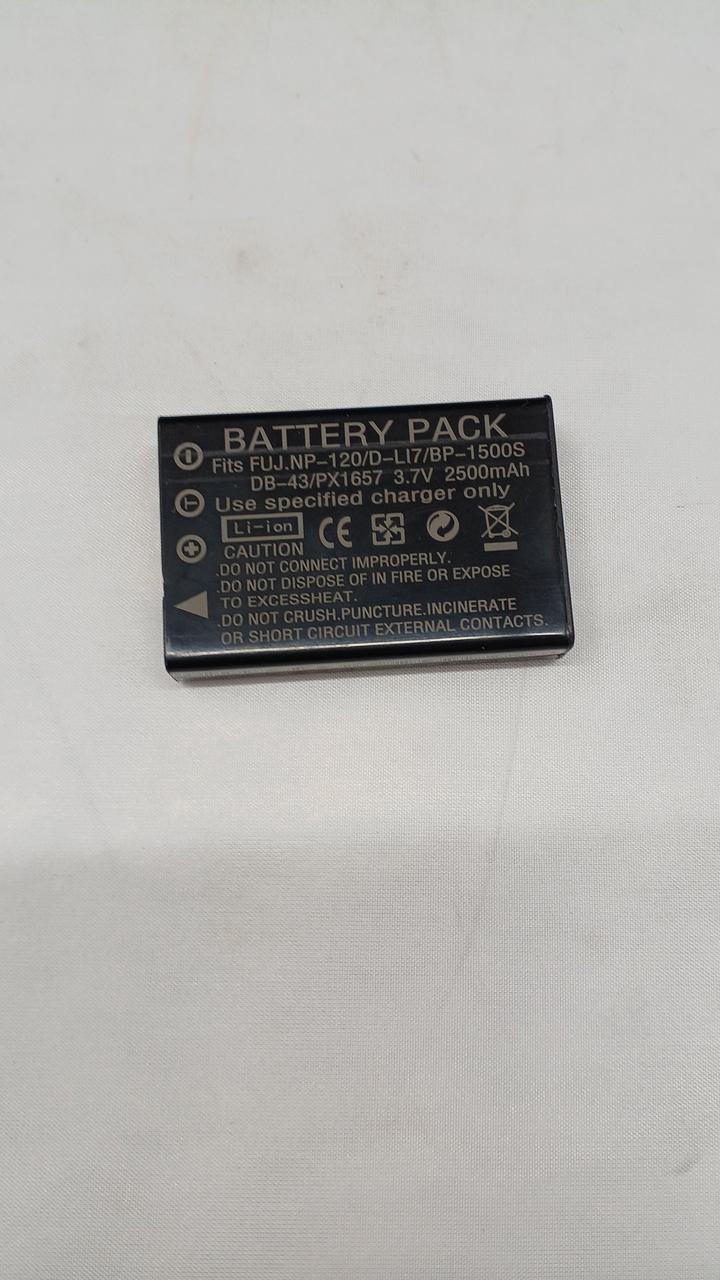 BATTERY PACK
Fits FUJ.NP-120/D-LI7/BP-1500S
DB-43/PX1657 3.7V 2500mAh
Use specified charger only
Li-ion CE
CAUTION
.DO NOT CONNECT IMPROPERLY.
.DO NOT DISPOSE OF IN FIRE OR EXPOSE
TO EXCESSHEAT.
.DO NOT CRUSH.PUNCTURE.INCINERATE
OR SHORT CIRCUIT EXTERNAL CONTACTS.